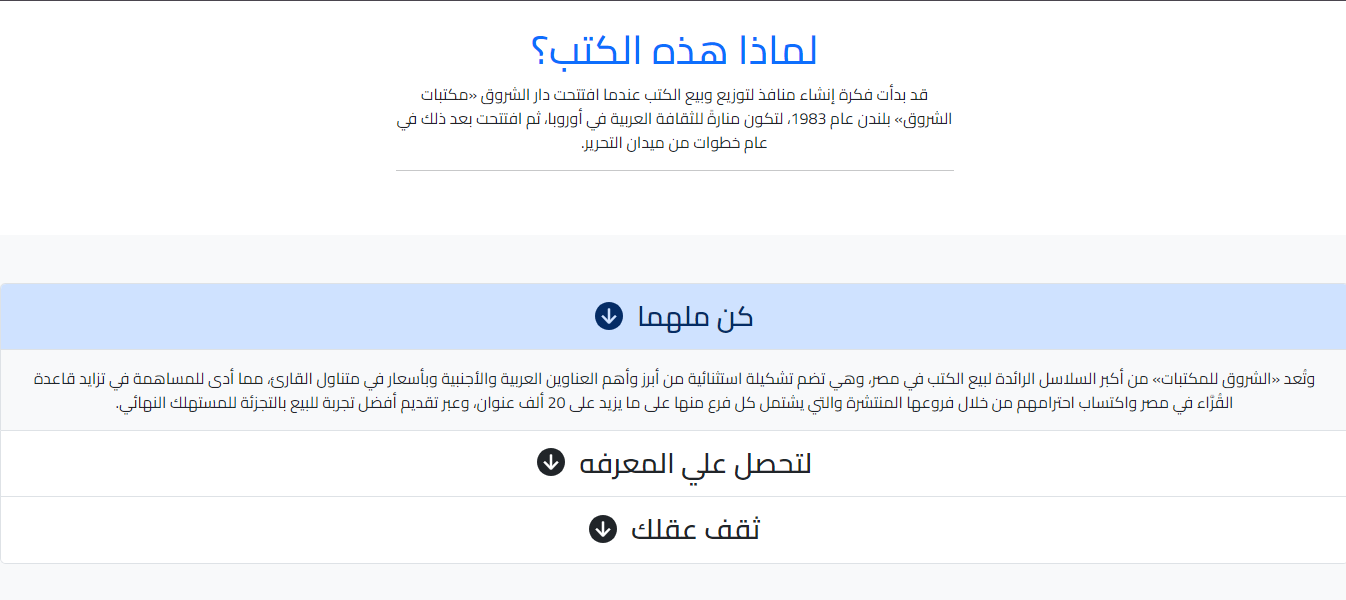 لماذا هذه الكتب؟
قد بدأت فكرة إنشاء منافذ لتوزيع وبيع الكتب عندما افتتحت دار الشروق «مكتبات
الشروق» بلندن عام 1983، لتكون منارةً للثقافة العربية في أوروبا، ثم افتتحت بعد ذلك في
عام خطوات من ميدان التحرير.
كن ملهما
وتُعد «الشروق للمكتبات» من أكبر السلاسل الرائدة لبيع الكتب في مصر، وهي تضم تشكيلة استثنائية من أبرز وأهم العناوين العربية والأجنبية وبأسعار في متناول القارئ، مما أدى للمساهمة في تزايد قاعدة
القُرَّاء في مصر واكتساب احترامهم من خلال فروعها المنتشرة والتي يشتمل كل فرع منها على ما يزيد على 20 ألف عنوان، وعبر تقديم أفضل تجربة للبيع بالتجزئة للمستهلك النهائي.
لتحصل علي المعرفه
ثقف عقلك